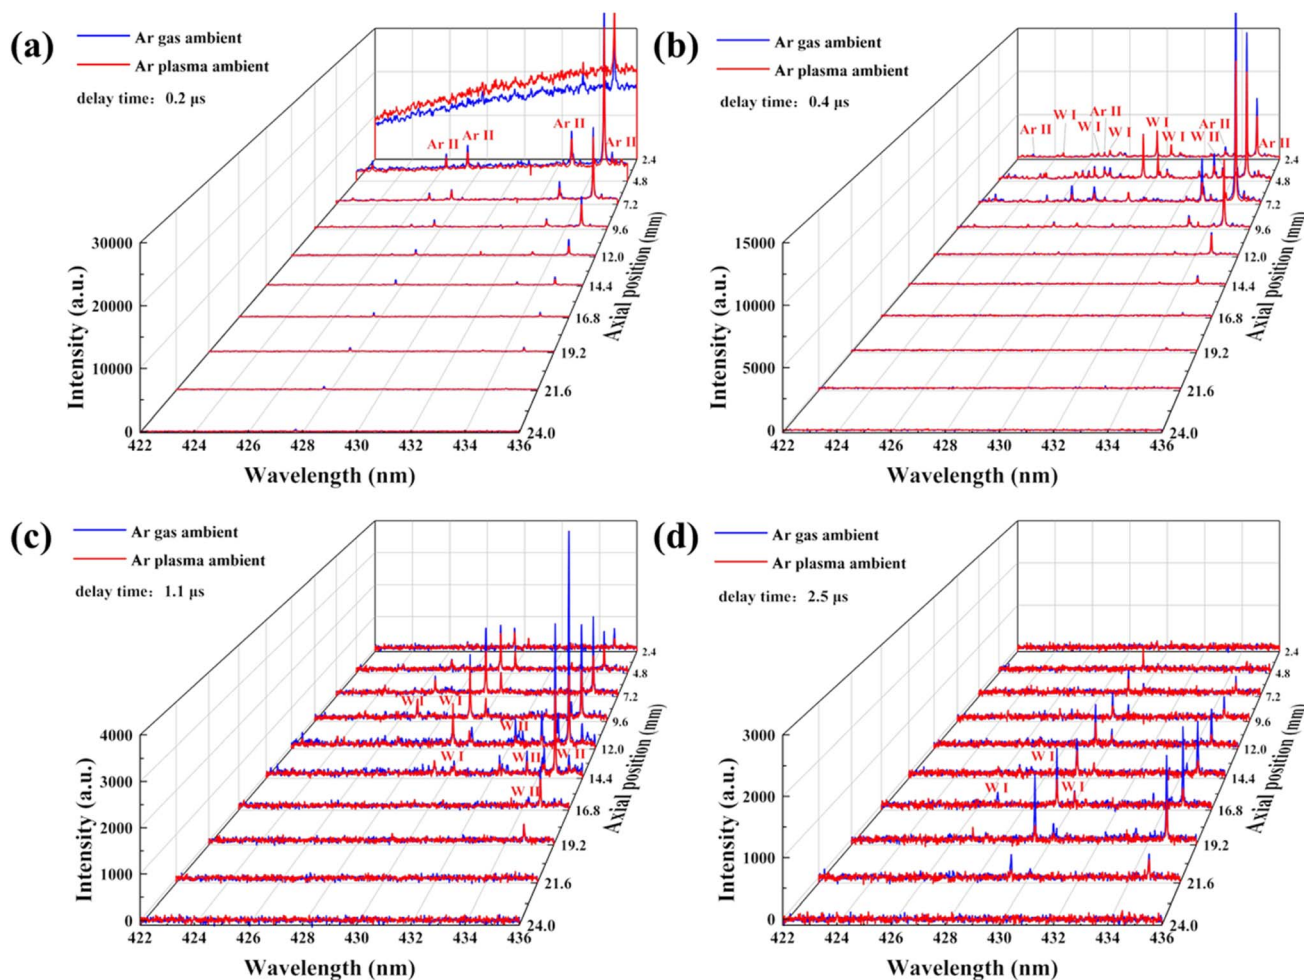 (a)
Ar gas ambient
Ar plasma ambient
delay time: 0.2 μs
Ar II
Ar II
Ar II
Ar II
30000
20000
10000
0
Intensity (a.u.)
422
424
426
428
430
432
434
436
Wavelength (nm)
2.4
4.8
7.2
9.6
12.0
14.4
16.8
19.2
21.6
24.0
Axial position (mm)
(b)
Ar gas ambient
Ar plasma ambient
delay time: 0.4 μs
Ar II
W I
W I
Ar II
W I
W I
W I
W II
Ar II
Ar II
15000
10000
5000
0
Intensity (a.u.)
422
424
426
428
430
432
434
436
Wavelength (nm)
2.4
4.8
7.2
9.6
12.0
14.4
16.8
19.2
21.6
24.0
Axial position (mm)
(c)
Ar gas ambient
Ar plasma ambient
delay time: 1.1 μs
W I
W I
W II
W I
W II
W II
W II
4000
3000
2000
1000
0
Intensity (a.u.)
422
424
426
428
430
432
434
436
Wavelength (nm)
2.4
4.8
7.2
9.6
12.0
14.4
16.8
19.2
21.6
24.0
Axial position (mm)
(d)
Ar gas ambient
Ar plasma ambient
delay time: 2.5 μs
W I
W I
W I
3000
2000
1000
0
Intensity (a.u.)
422
424
426
428
430
432
434
436
Wavelength (nm)
2.4
4.8
7.2
9.6
12.0
14.4
16.8
19.2
21.6
24.0
Axial position (mm)